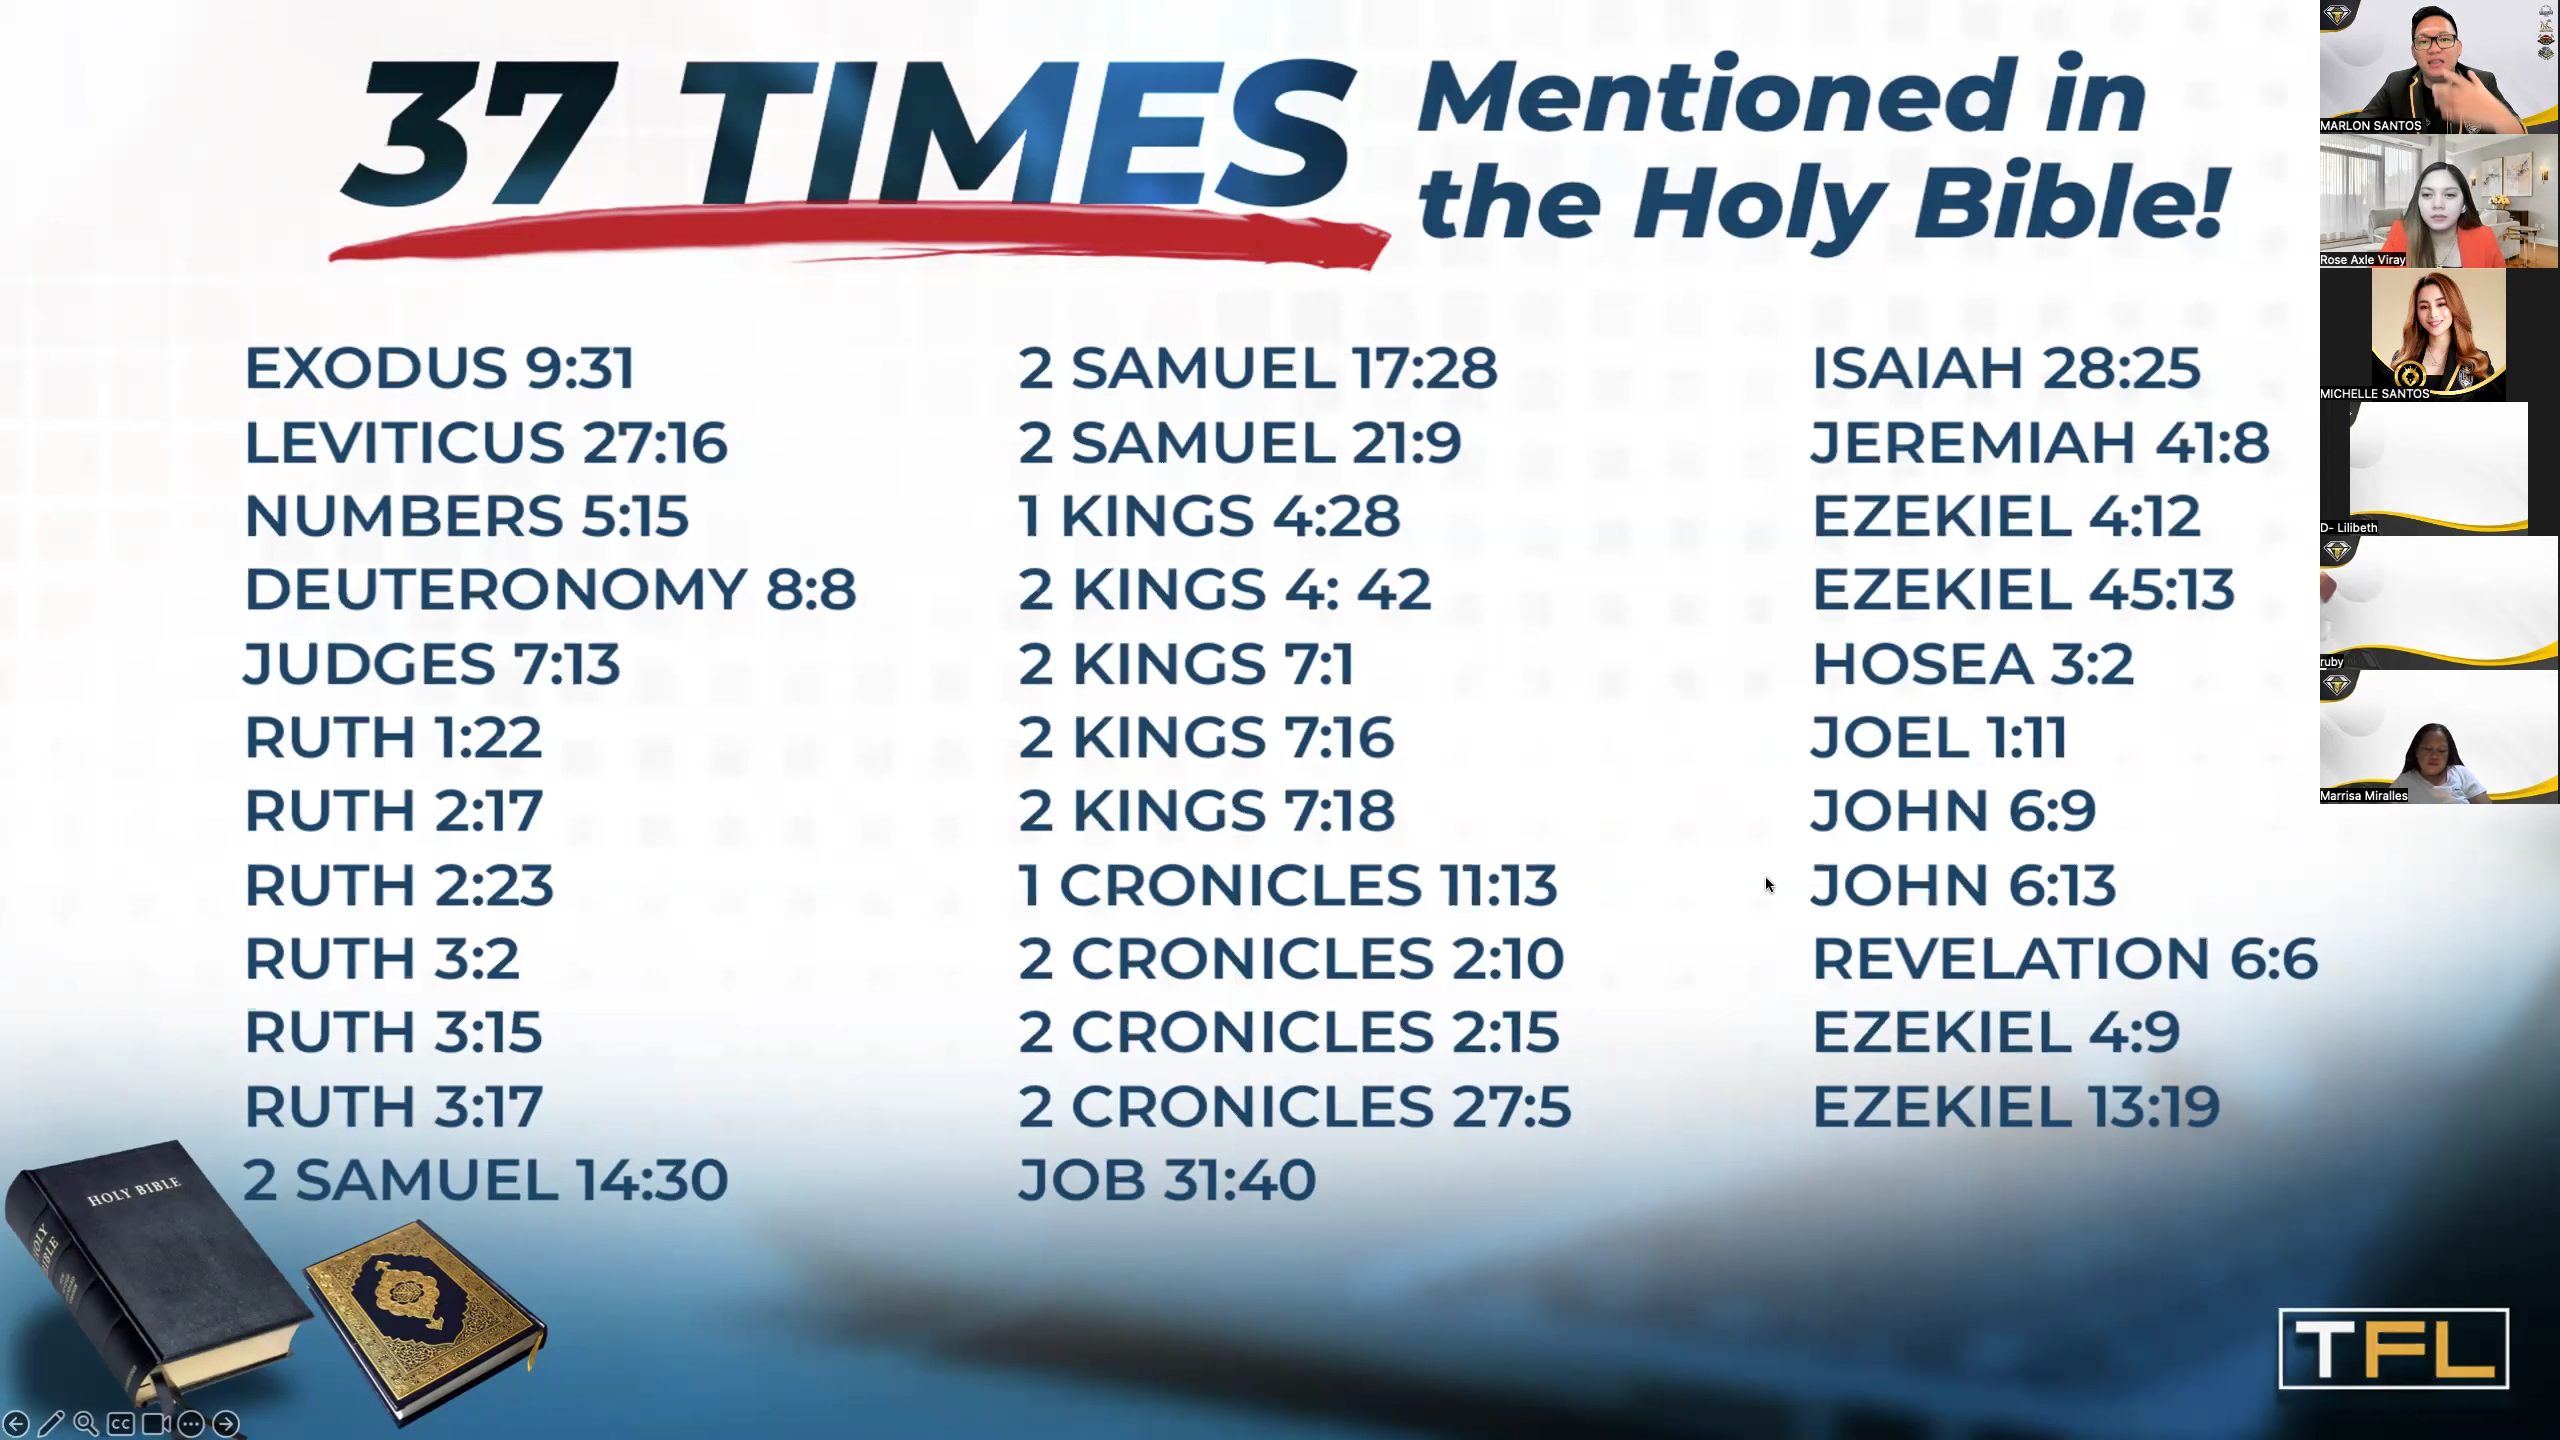 37 TIMES Mentioned in
the Holy Bible!
EXODUS 9:31
LEVITICUS 27:16
NUMBERS 5:15
DEUTERONOMY 8:8
JUDGES 7:13
RUTH 1:22
RUTH 2:17
RUTH 2:23
RUTH 3:2
RUTH 3:15
RUTH 3:17
2 SAMUEL 14:30
2 SAMUEL 17:28
2 SAMUEL 21:9
1 KINGS 4:28
2 KINGS 4: 42
2 KINGS 7:1
2 KINGS 7:16
2 KINGS 7:18
1 CRONICLES 11:13
2 CRONICLES 2:10
2 CRONICLES 2:15
2 CRONICLES 27:5
JOB 31:40
ISAIAH 28:25
JEREMIAH 41:8
EZEKIEL 4:12
EZEKIEL 45:13
HOSEA 3:2
JOEL 1:11
JOHN 6:9
JOHN 6:13
REVELATION 6:6
EZEKIEL 4:9
EZEKIEL 13:19
HOLY BIBLE
HOLY BIBLE
TFL
CC
MARLON SANTOS
Rose Axle Viray
MICHELLE SANTOS
D- Lilibeth
ruby
Marrisa Miralles